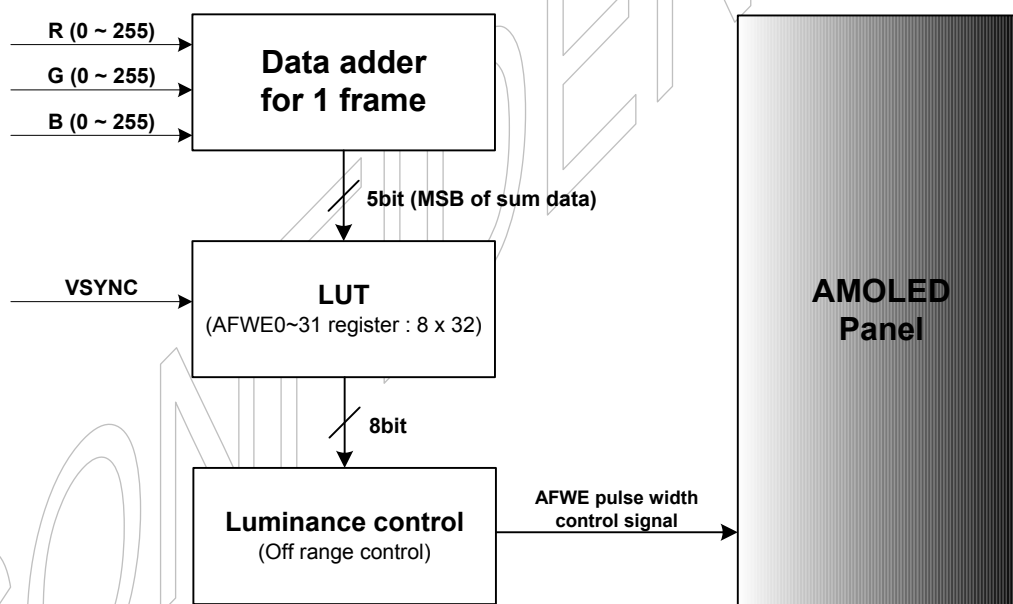 R (0 ~ 255)
G (0 ~ 255)
B (0 ~ 255)
Data adder
for 1 frame
5bit (MSB of sum data)
VSYNC
LUT
(AFWE0~31 register : 8 x 32)
8bit
Luminance control
(Off range control)
AFWE pulse width
control signal
AMOLED
Panel